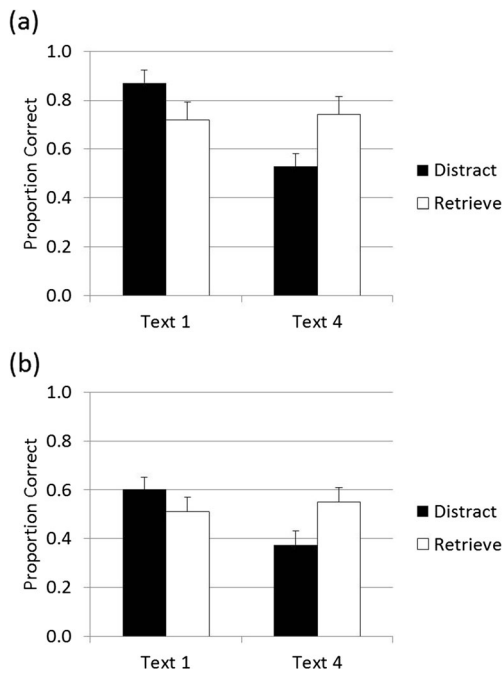 (a)
1.0
0.8
0.6
0.4
0.2
0.0
Proportion Correct
Text 1 Text 4
Distract
Retrieve
(b)
1.0
0.8
0.6
0.4
0.2
0.0
Proportion Correct
Text 1 Text 4
Distract
Retrieve